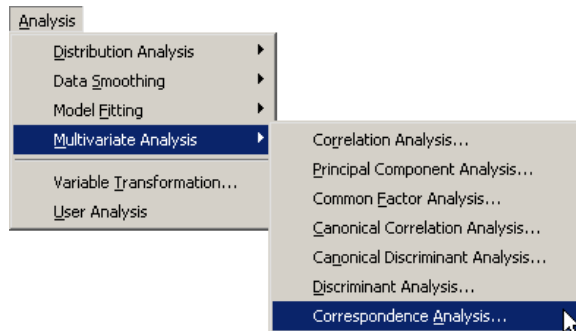 Analysis
Distribution Analysis
Data Smoothing
Model Fitting
Multivariate Analysis
Variable Transformation...
User Analysis
Correlation Analysis...
Principal Component Analysis...
Common Factor Analysis...
Canonical Correlation Analysis...
Canonical Discriminant Analysis...
Discriminant Analysis...
Correspondence Analysis...